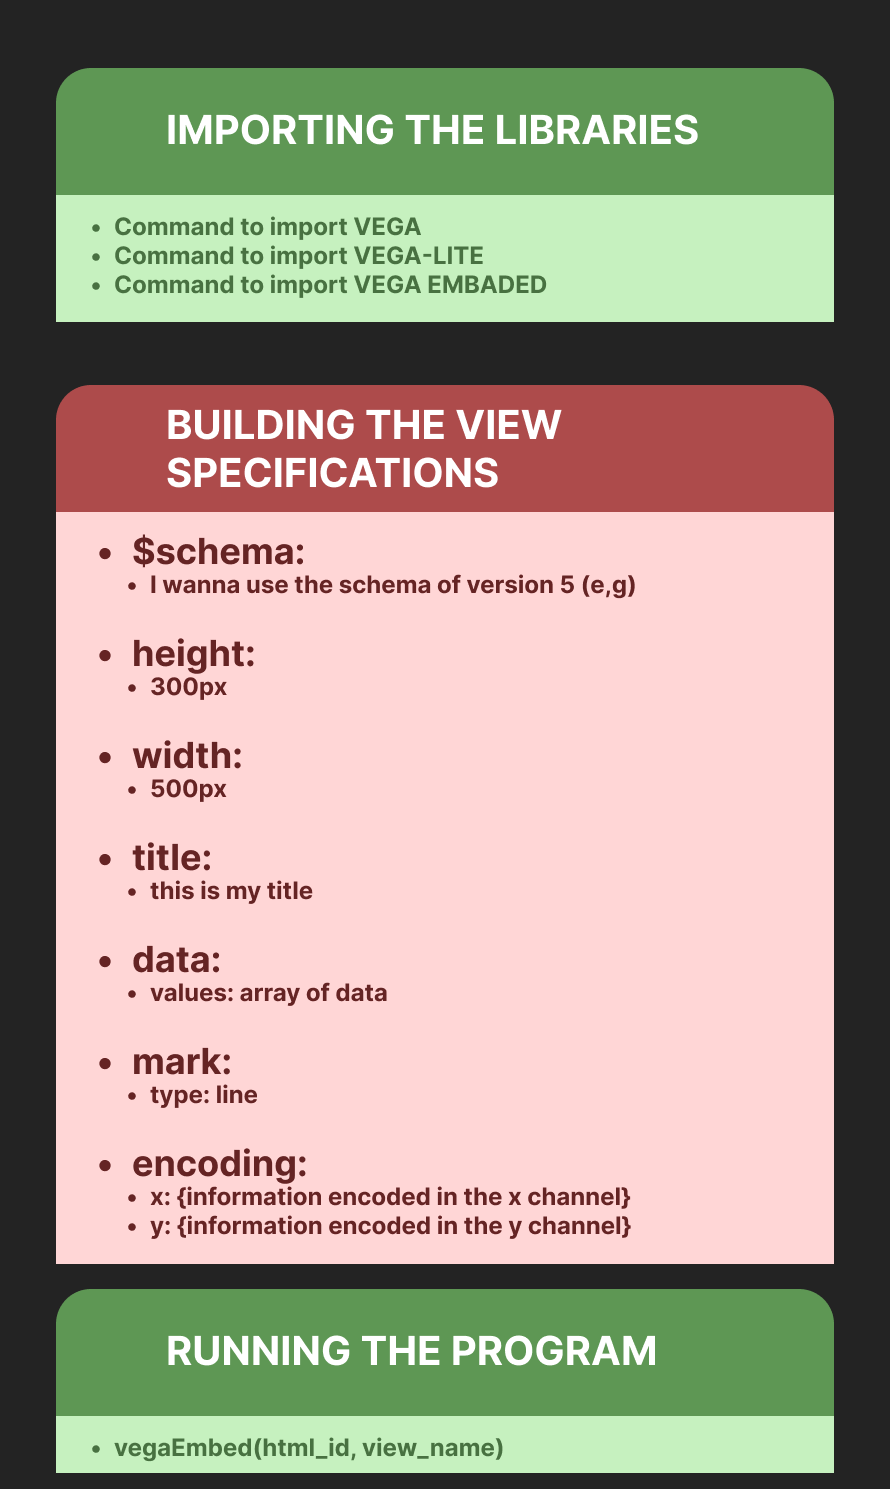 IMPORTING THE LIBRARIES
• Command to import VEGA
• Command to import VEGA-LITE
• Command to import VEGA EMBADED
BUILDING THE VIEW
SPECIFICATIONS
• $schema:
• I wanna use the schema of version 5 (e,g)
• height:
• 300px
• width:
• 500px
• title:
• this is my title
• data:
• values: array of data
• mark:
• type: line
• encoding:
• x: {information encoded in the x channel}
• y: {information encoded in the y channel}
RUNNING THE PROGRAM
• vegaEmbed(html_id, view_name)